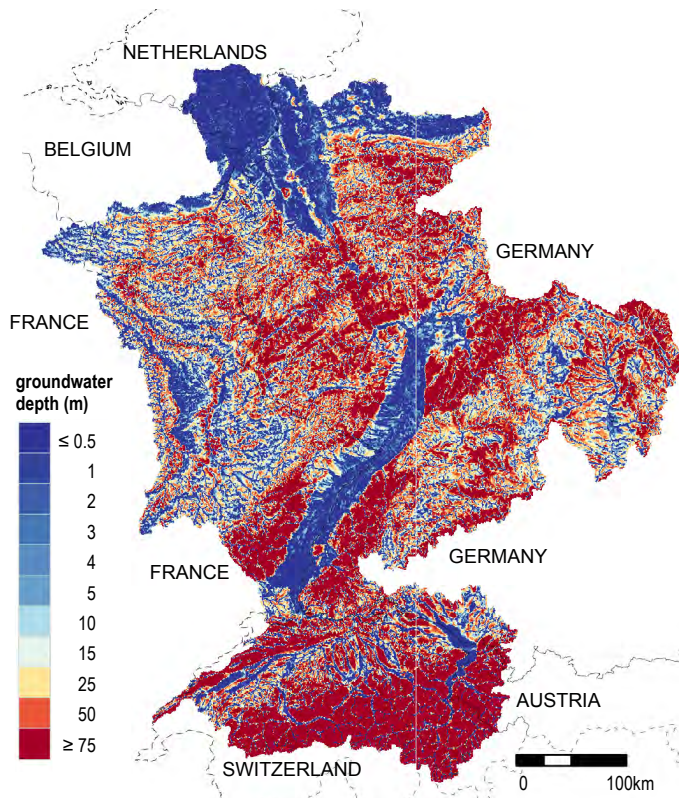 NETHERLANDS
BELGIUM
GERMANY
FRANCE
groundwater
depth (m)
≤ 0.5
1
2
3
4
5
10
15
25
50
≥ 75
FRANCE
GERMANY
AUSTRIA
SWITZERLAND
0 100km